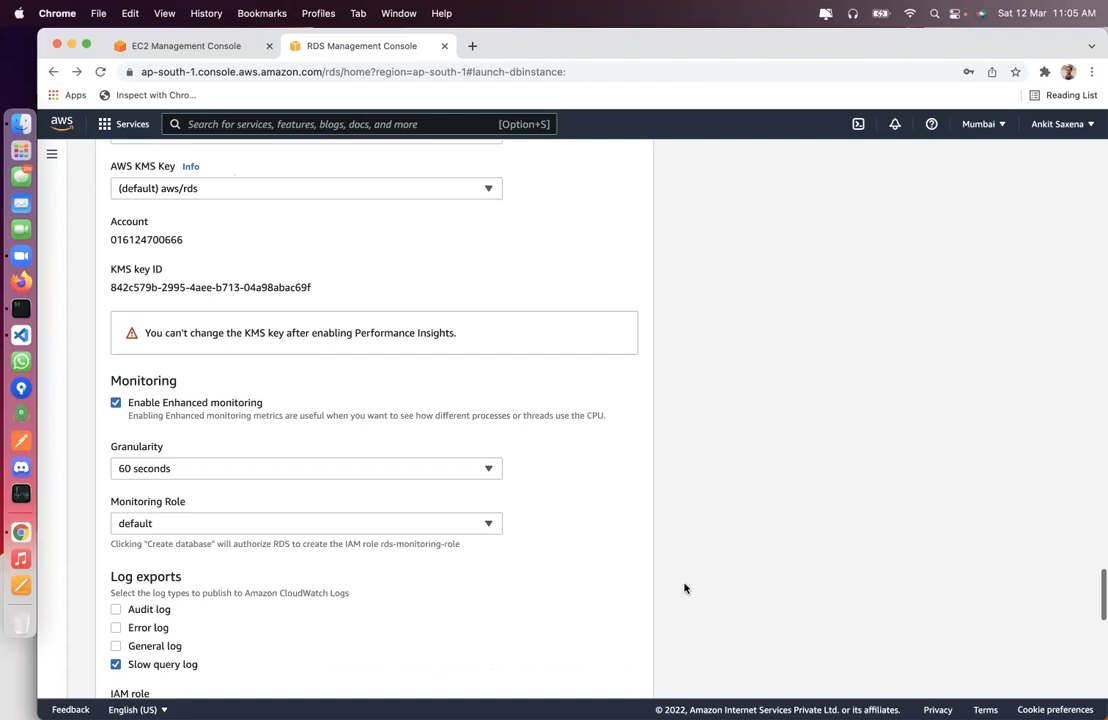 Chrome File Edit View History Bookmarks Profiles Tab Window Help Sat 12 Mar 11:05 AM
EC2 Management Console RDS Management Console
ap-south-1.console.aws.amazon.com/rds/home?region=ap-south-1#launch-dbinstance:
Apps Inspect with Chro... Reading List
aws Services Search for services, features, blogs, docs, and more [Option+S] Mumbai Ankit Saxena
AWS KMS Key Info
(default) aws/rds
Account
016124700666
KMS key ID
842c579b-2995-4aee-b713-04a98abac69f
You can't change the KMS key after enabling Performance Insights.
Monitoring
Enable Enhanced monitoring
Enabling Enhanced monitoring metrics are useful when you want to see how different processes or threads use the CPU.
Granularity
60 seconds
Monitoring Role
default
Clicking "Create database" will authorize RDS to create the IAM role rds-monitoring-role
Log exports
Select the log types to publish to Amazon CloudWatch Logs
Audit log
Error log
General log
Slow query log
IAM role
Feedback English (US) © 2022, Amazon Internet Services Private Ltd. or its affiliates. Privacy Terms Cookie preferences